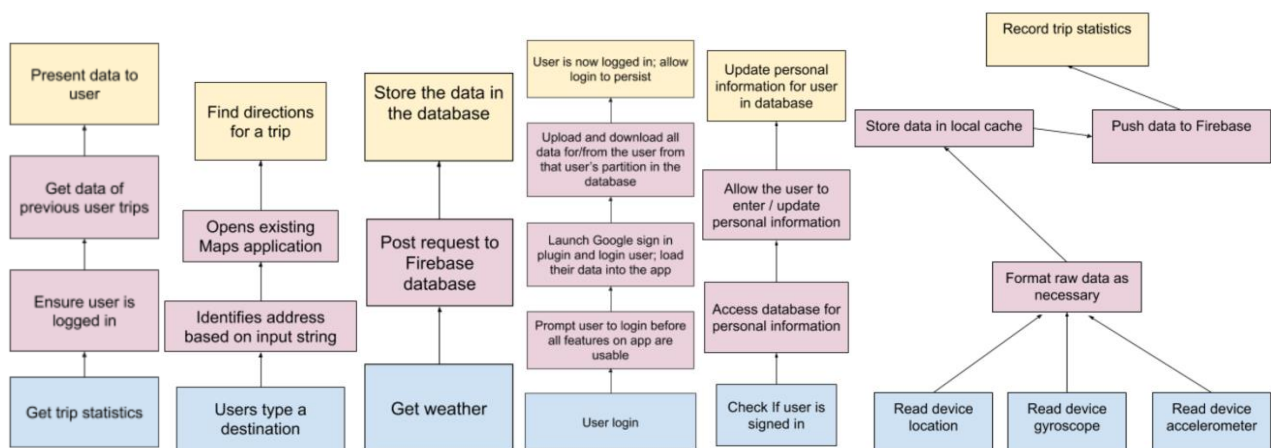 Present data to
user
Get data of
previous user trips
Ensure user is
logged in
Get trip statistics
Find directions
for a trip
Opens existing
Maps application
Identifies address
based on input string
Users type a
destination
Store the data in
the database
Post request to
Firebase
database
Get weather
User is now logged in; allow
login to persist
Upload and download all
data for/from the user from
that user's partition in the
database
Launch Google sign in
plugin and login user; load
their data into the app
Prompt user to login before
all features on app are
usable
User login
Update personal
information for user
in database
Allow the user to
enter / update
personal information
Access database for
personal information
Check If user is
signed in
Record trip statistics
Store data in local cache
Push data to Firebase
Format raw data as
necessary
Read device
location
Read device
gyroscope
Read device
accelerometer